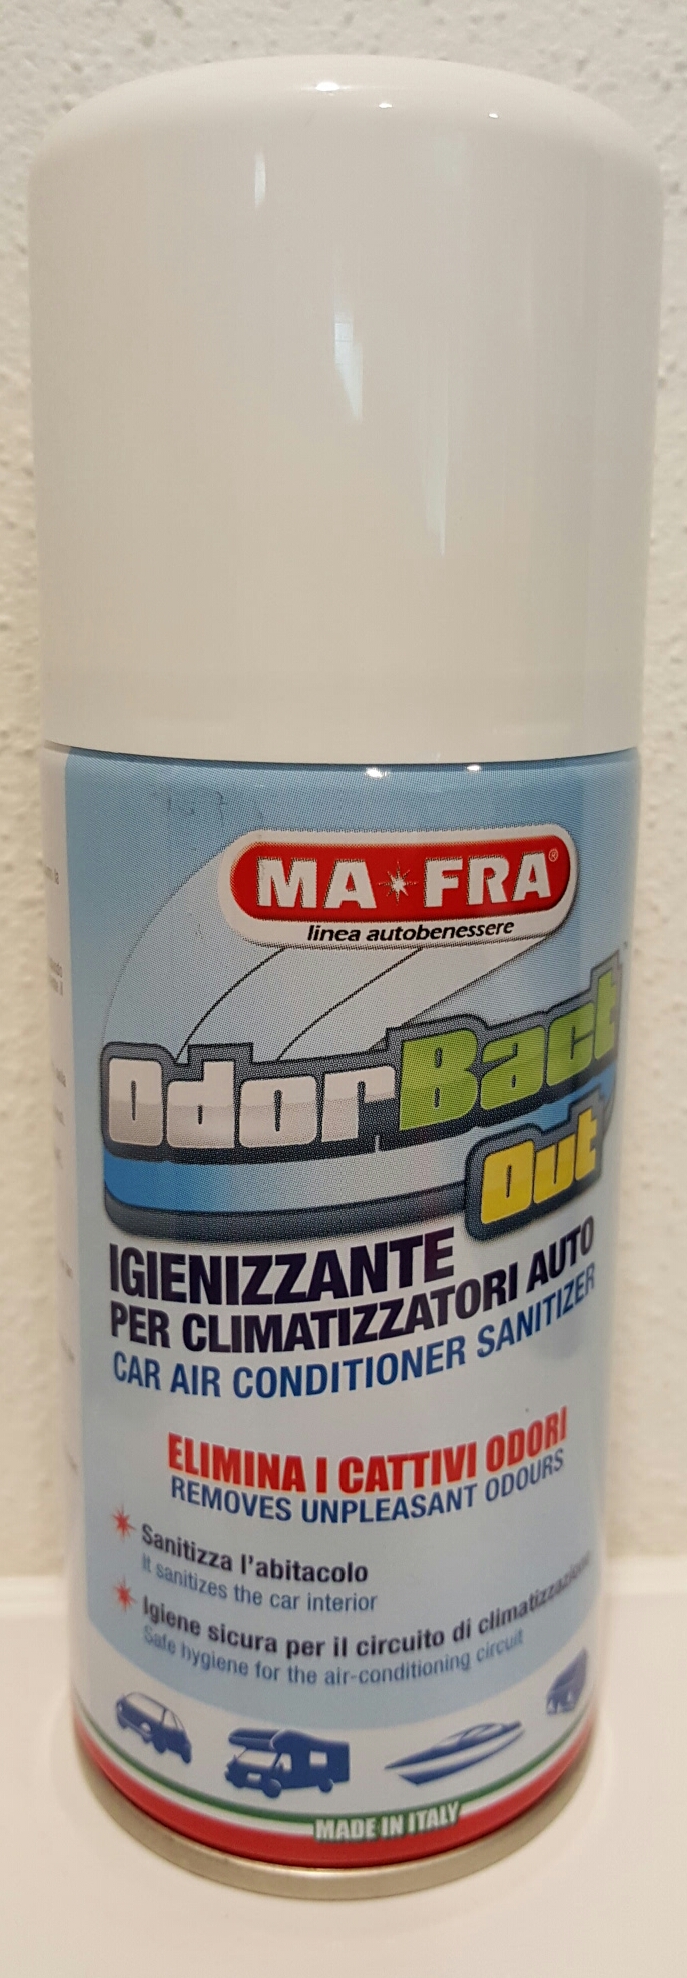 MA FRA®
linea autobenessere
OdorBact
Out
IGIENIZZANTE
PER CLIMATIZZATORI AUTO
CAR AIR CONDITIONER SANITIZER
ELIMINA I CATTIVI ODORI
REMOVES UNPLEASANT ODOURS
Sanitizza l'abitacolo
It sanitizes the car interior
Igiene sicura per il circuito di climatizzazione
Safe hygiene for the air-conditioning circuit
MADE IN ITALY